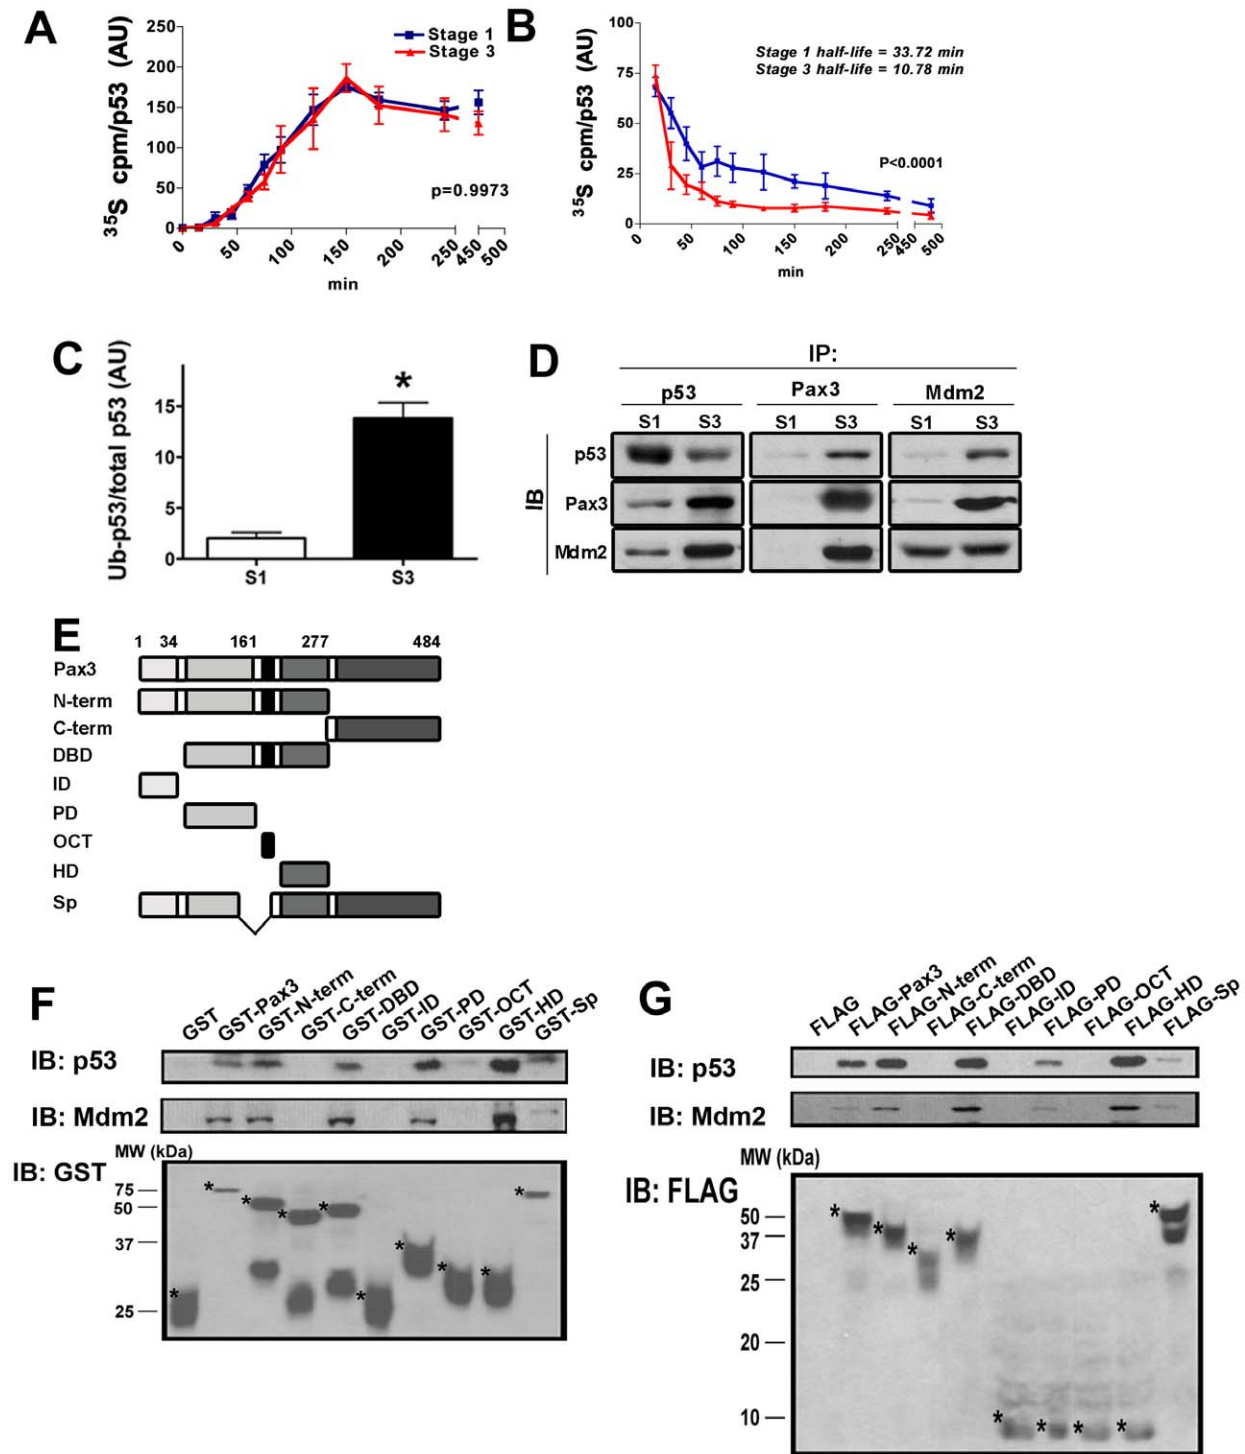 A
35S cpm/p53 (AU)
250
200
150
100
50
0
0
50
100
150
200
250
450
500
min
Stage 1
Stage 3
p=0.9973
B
35S cpm/p53 (AU)
100
75
50
25
0
0
50
100
150
200
250
450
500
min
Stage 1 half-life = 33.72 min
Stage 3 half-life = 10.78 min
P<0.0001
C
Ub-p53/total p53 (AU)
15
10
5
0
*
S1
S3
D
IP:
p53 Pax3 Mdm2
S1 S3 S1 S3 S1 S3
IB
p53
Pax3
Mdm2
E
1 34 161 277 484
Pax3
N-term
C-term
DBD
ID
PD
OCT
HD
Sp
F
GST
GST-Pax3
GST-N-term
GST-C-term
GST-DBD
GST-ID
GST-PD
GST-OCT
GST-HD
GST-Sp
IB: p53
IB: Mdm2
MW (kDa)
IB: GST
75
50
37
25
* * * * * * * * * *
G
FLAG
FLAG-Pax3
FLAG-N-term
FLAG-C-term
FLAG-DBD
FLAG-ID
FLAG-PD
FLAG-OCT
FLAG-HD
FLAG-Sp
IB: p53
IB: Mdm2
MW (kDa)
IB: FLAG
50
37
25
20
10
* * * * * * * * *